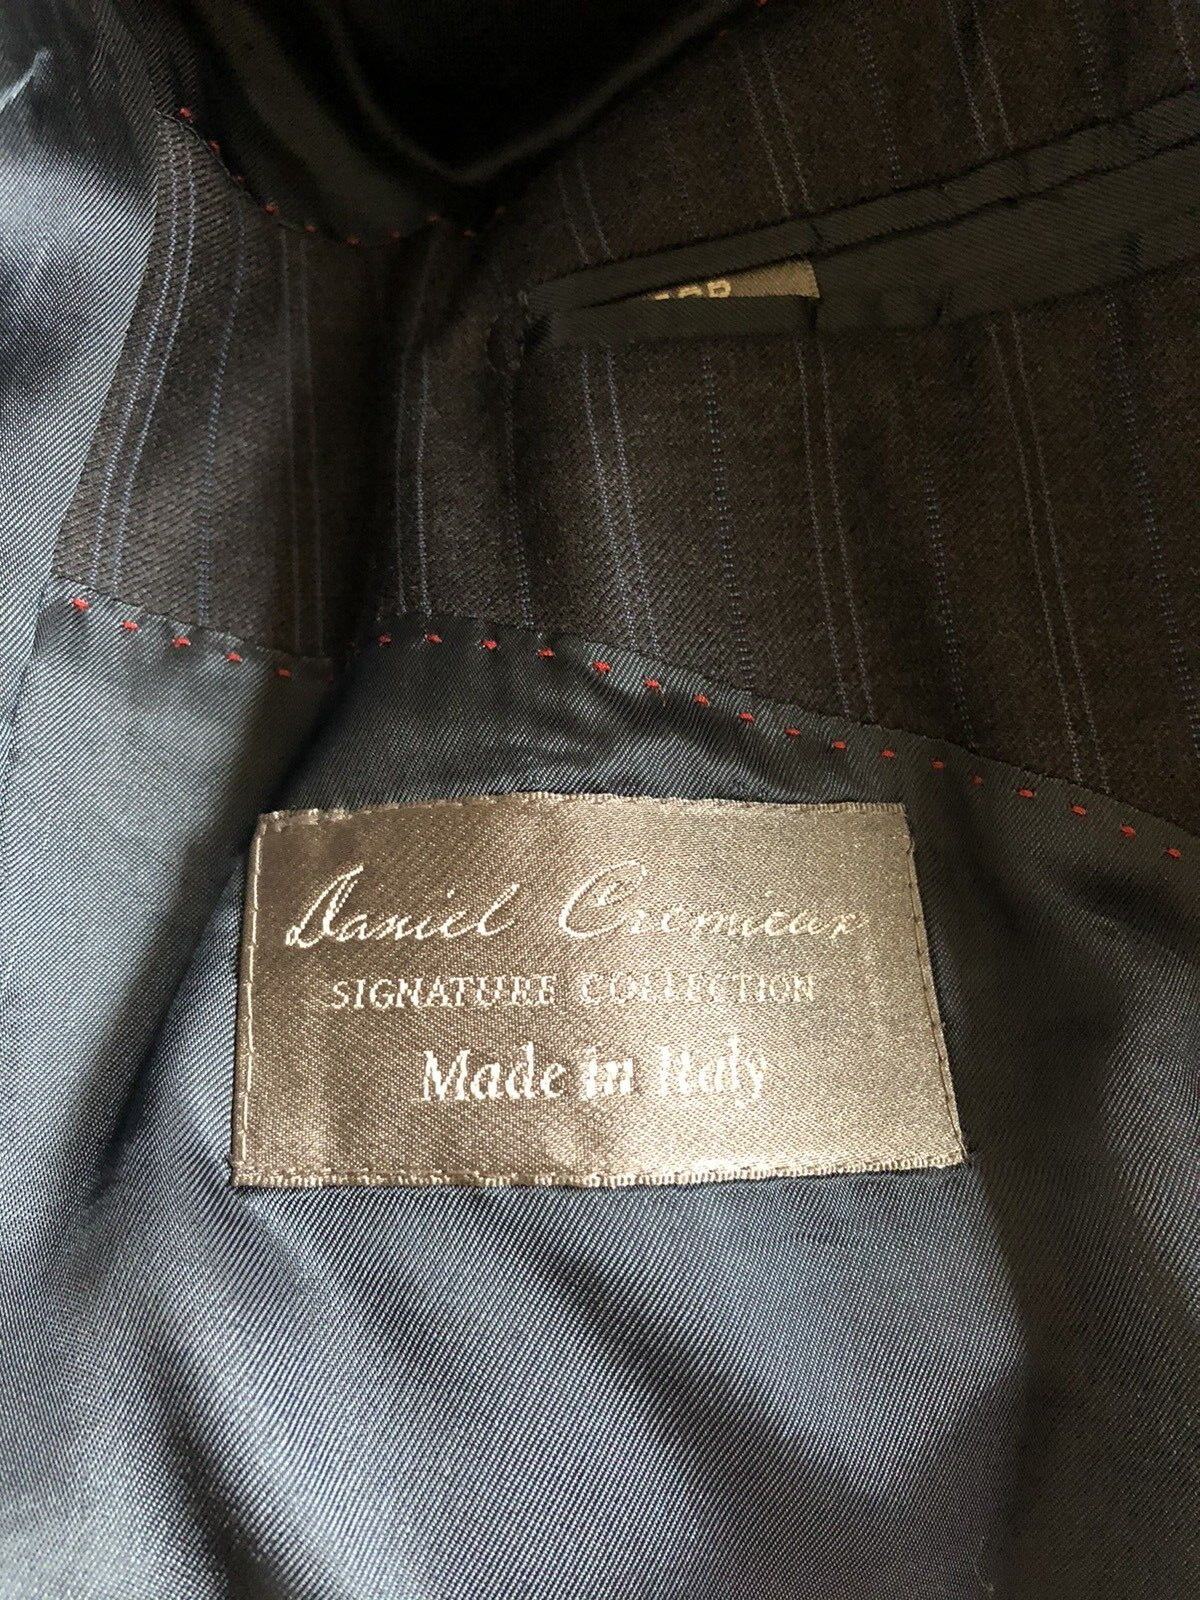 Daniel Cremieux
SIGNATURE COLLECTION
Made in Italy